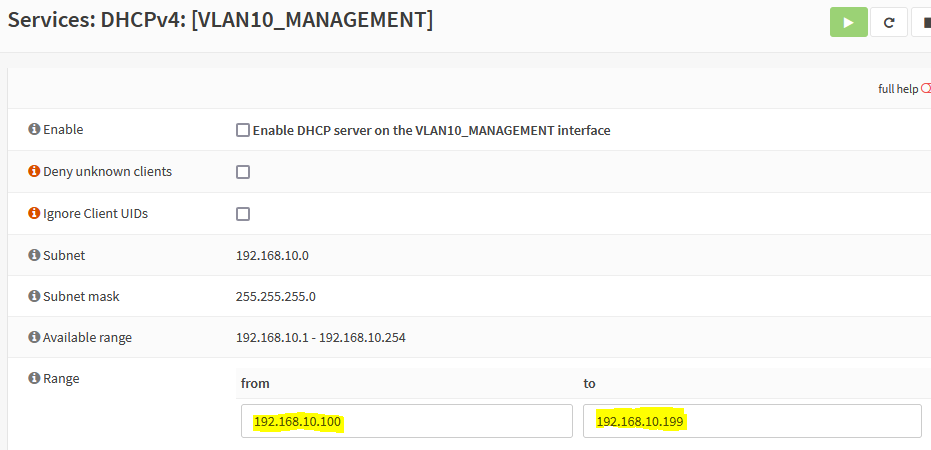 Services: DHCPv4: [VLAN10_MANAGEMENT]
full help
Enable Enable DHCP server on the VLAN10_MANAGEMENT interface
Deny unknown clients
Ignore Client UIDs
Subnet 192.168.10.0
Subnet mask 255.255.255.0
Available range 192.168.10.1 - 192.168.10.254
Range from to
192.168.10.100 192.168.10.199